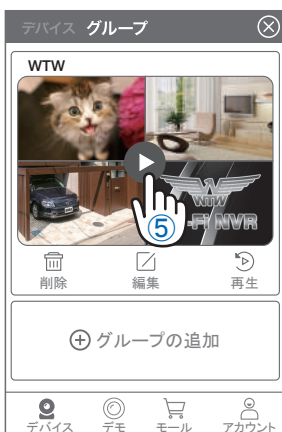 デバイス グループ
WTW
WTW
-Fi NVR
⑤
削除 編集 再生
グループの追加
デバイス デモ モール アカウント